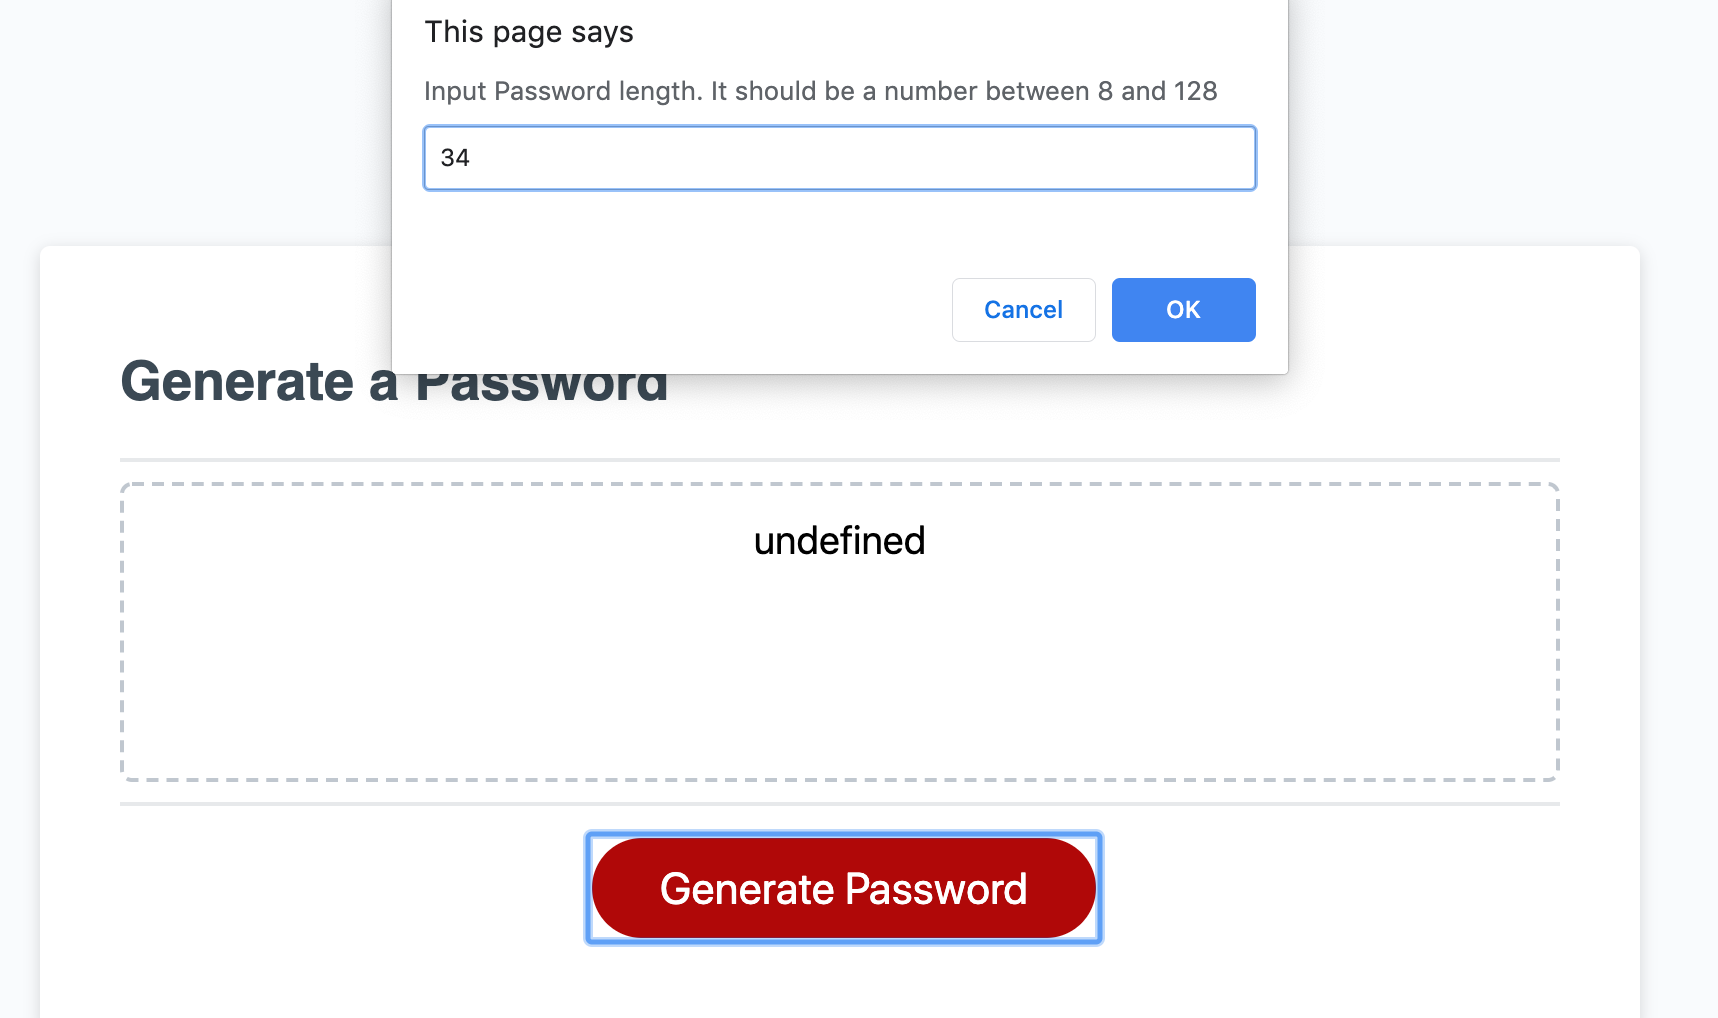 This page says
Input Password length. It should be a number between 8 and 128
34
Cancel
OK
Generate a Password
undefined
Generate Password